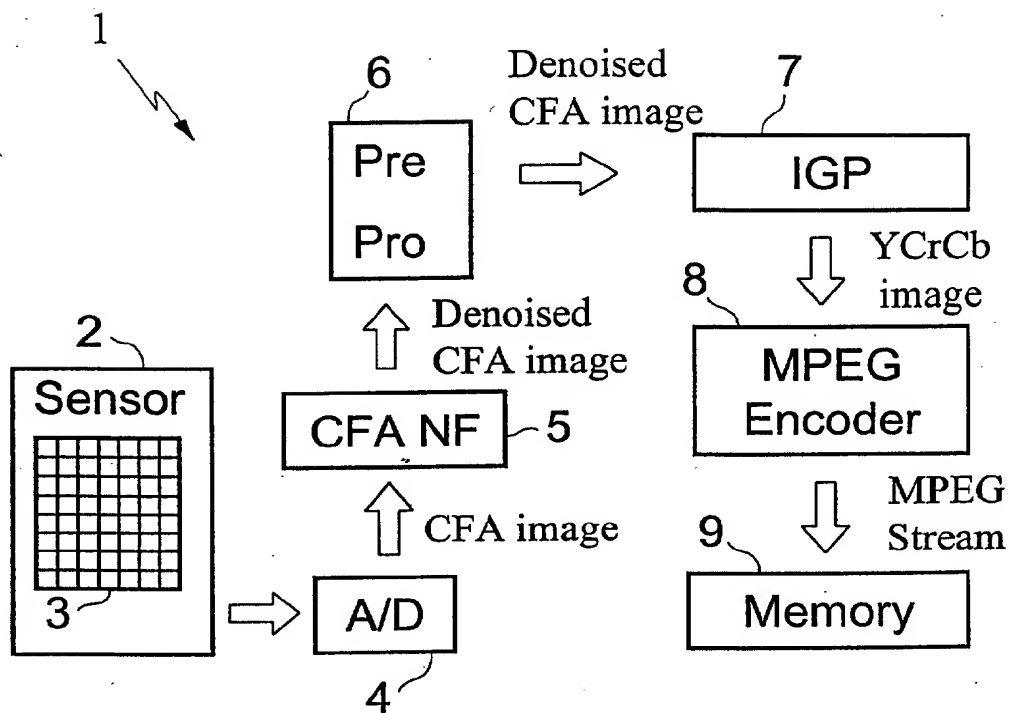 1
6
Pre
Pro
Denoised
CFA image
7
IGP
YCrCb
image
8
MPEG
Encoder
MPEG
Stream
9
Memory
Denoised
CFA image
CFA NF
5
CFA image
2
Sensor
3
A/D
4